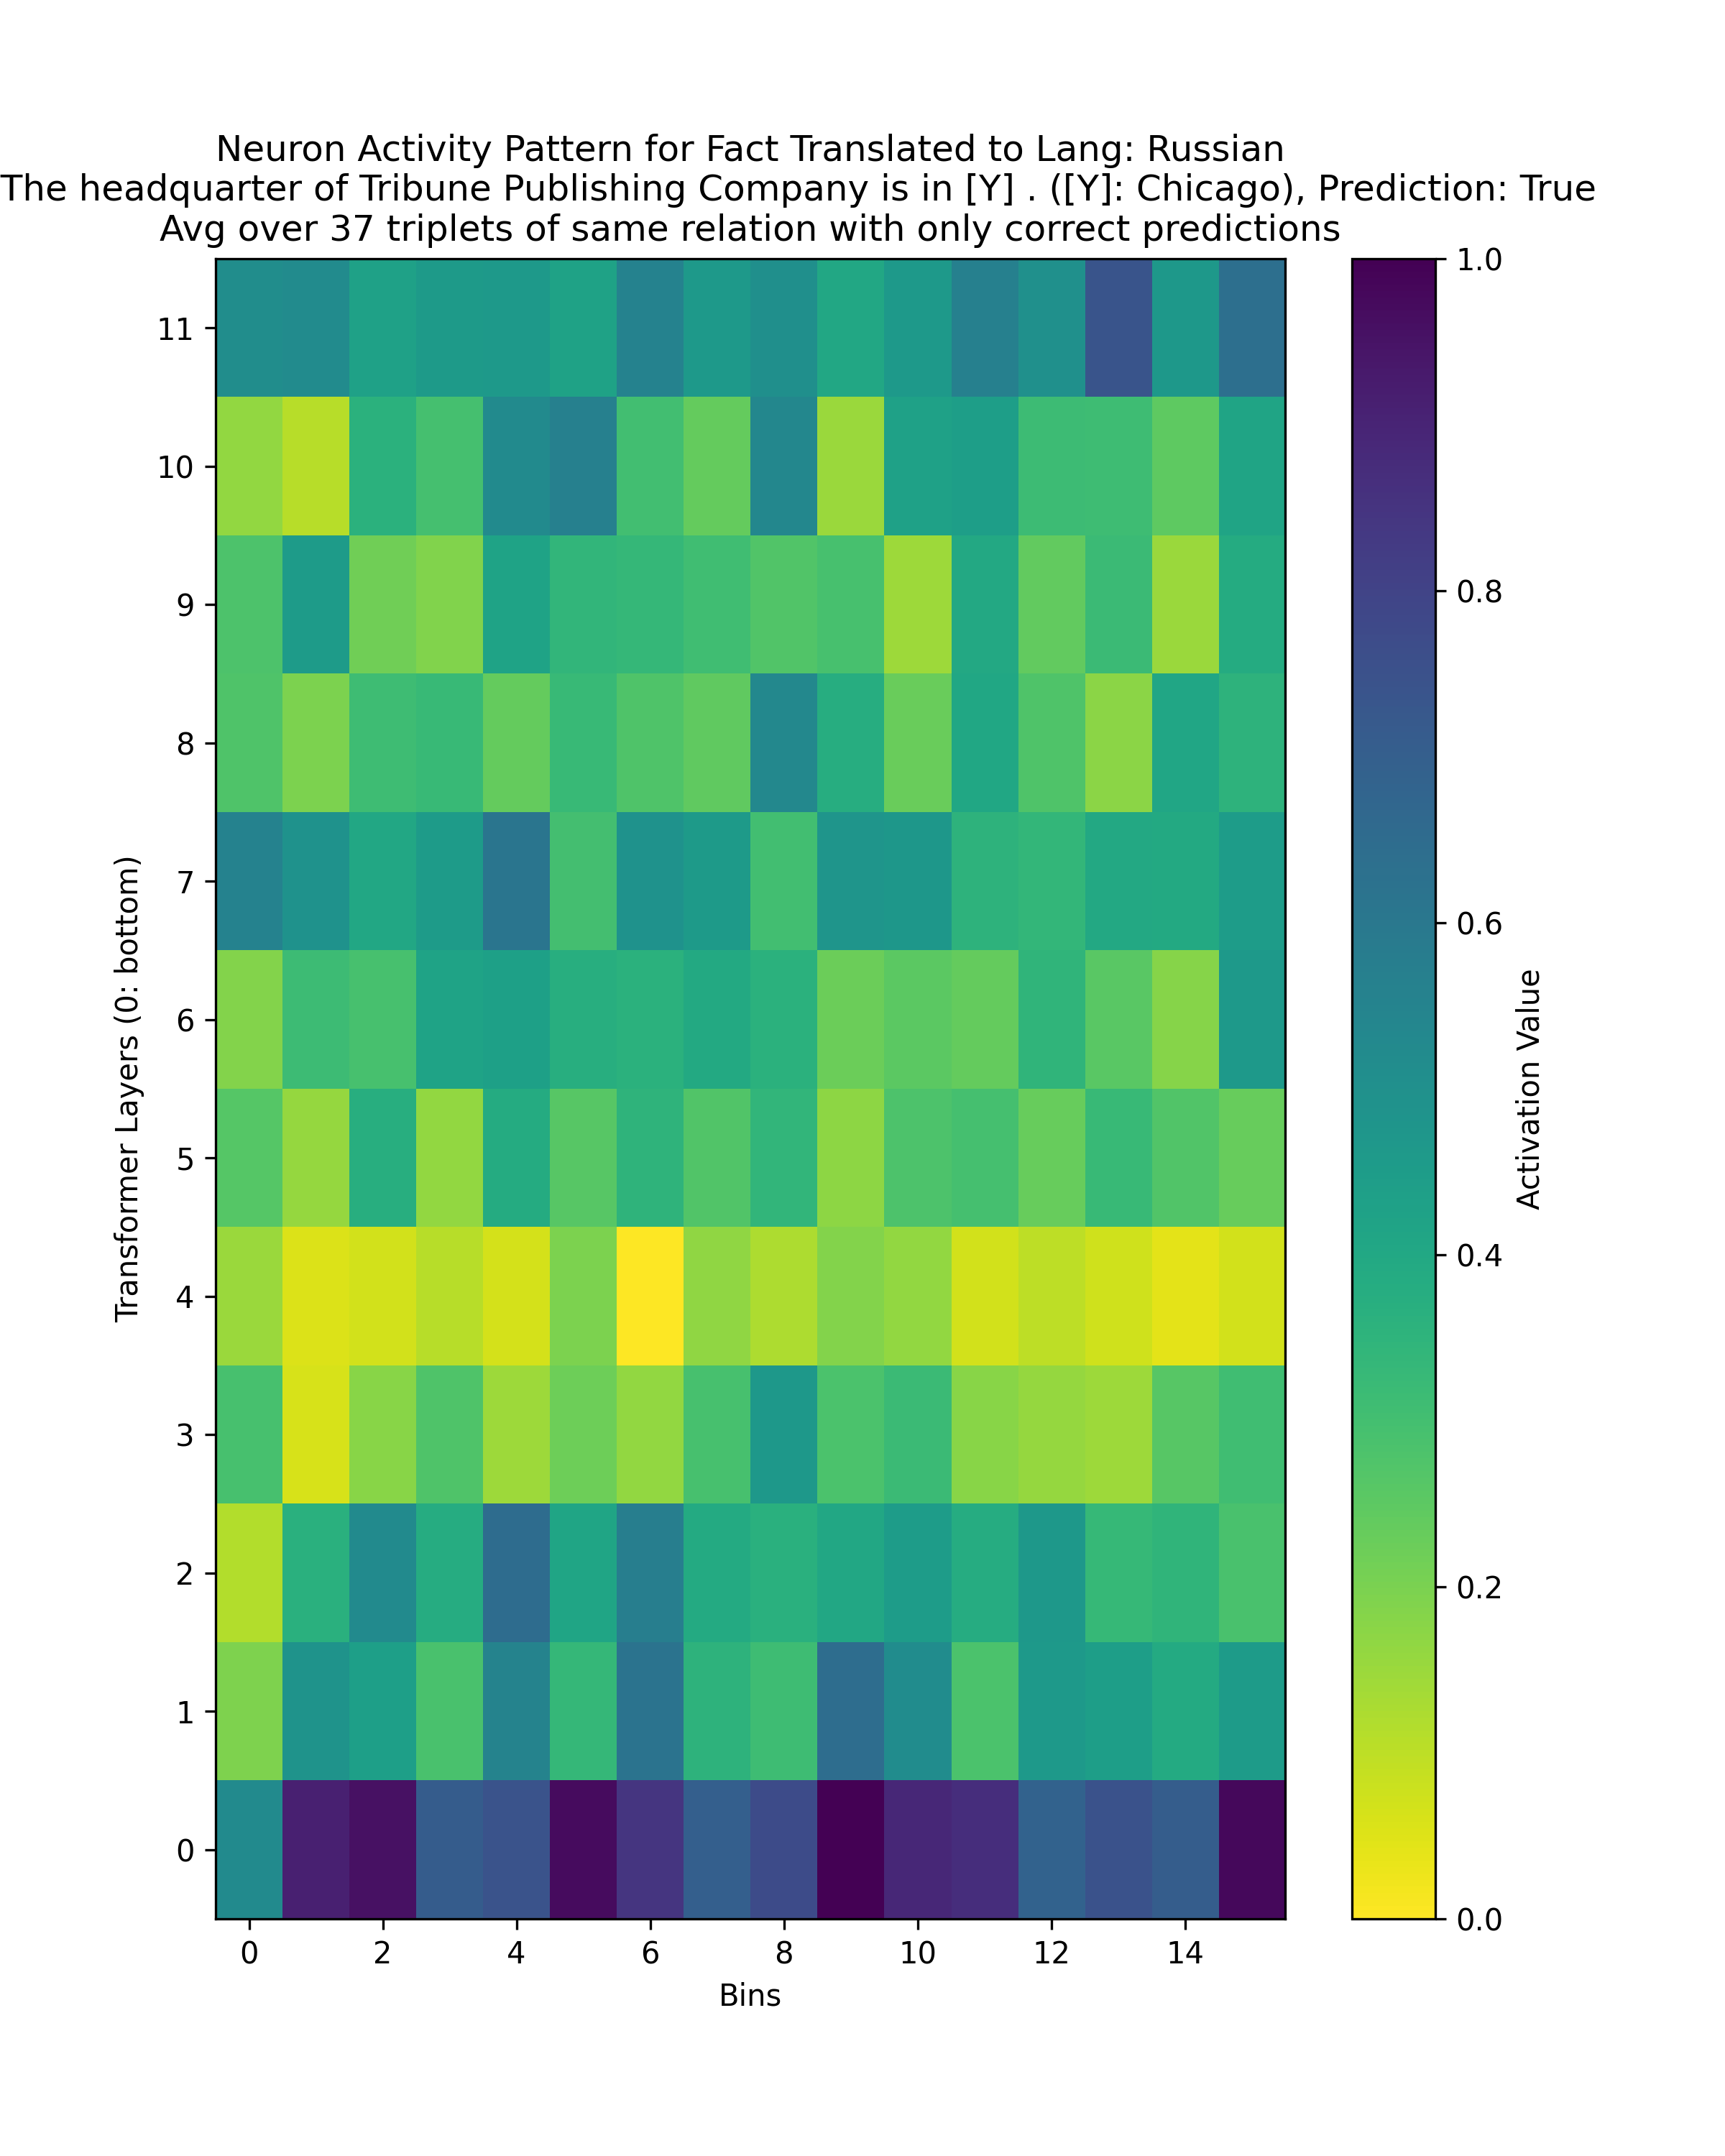 Neuron Activity Pattern for Fact Translated to Lang: Russian
The headquarter of Tribune Publishing Company is in [Y] . ([Y]: Chicago), Prediction: True
Avg over 37 triplets of same relation with only correct predictions
11
10
9
8
7
6
5
4
3
2
1
0
Transformer Layers (0: bottom)
0 2 4 6 8 10 12 14
Bins
1.0
0.8
0.6
0.4
0.2
0.0
Activation Value